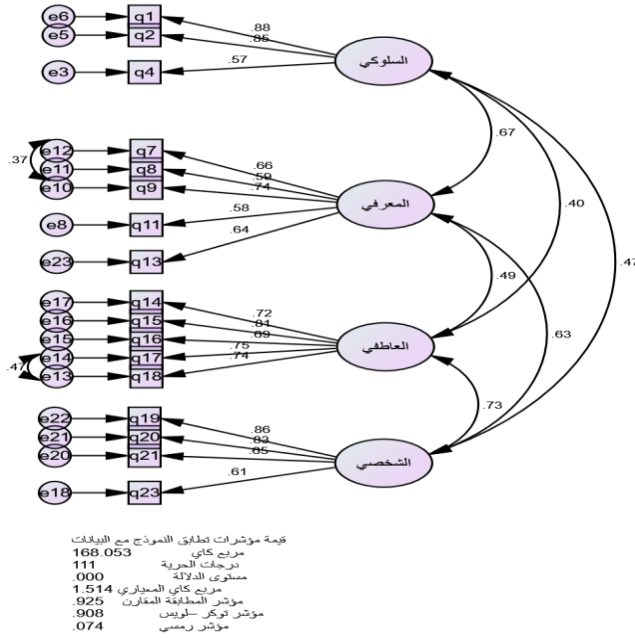 e6 q1 .88
e5 q2 .85
السلوكي
e3 q4 .57
.67
e12 q7 .66
.37 e11 q8 .59
e10 q9 .74
المعرفي
.40
e8 q11 .58
.47
e23 q13 .64
.49
.63
e17 q14 .72
e16 q15 .81
e15 q16 .69
العاطفي
e14 q17 .75
.47 e13 q18 .74
.73
e22 q19 .86
e21 q20 .83
e20 q21 .65
الشخصي
e18 q23 .61
قيمة مؤشرات تطابق النموذج مع البيانات
مربع كاي 168.053
درجات الحرية 111
مستوى الدلالة .000
مربع كاي المعياري 1.514
مؤشر المطابقة المقارن .925
مؤشر توكر –لويس .908
مؤشر رمسي .074